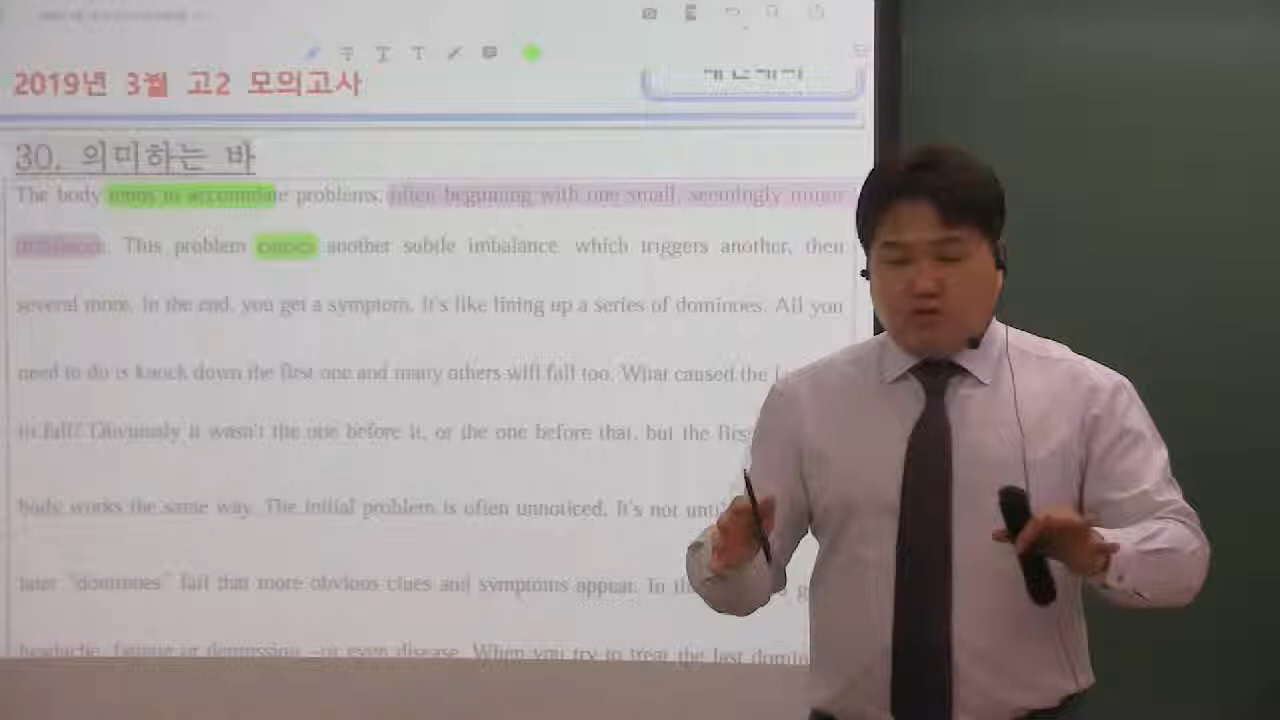 2019년 3월 고2 모의고사
30. 의미하는 바
The body tends to accumulate problems, often beginning with one small, seemingly minor
imbalance. This problem causes another subtle imbalance, which triggers another, then
several more. In the end, you get a symptom. It's like lining up a series of dominoes. All you
need to do is knock down the first one and many others will fall too. What caused the
to fall? Obviously it wasn't the one before it, or the one before that, but the first
body works the same way. The initial problem is often unnoticed. It's not until
later "dominoes" fall that more obvious clues and symptoms appear. In
headache, fatigue or depression —or even disease. When you try to treat the last domino